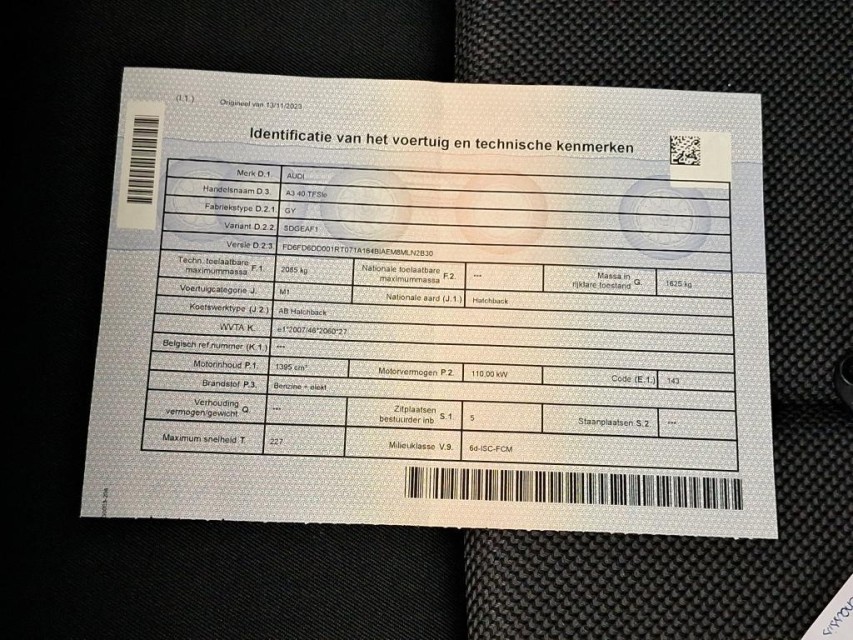 (I.1.) Origineel van 13/11/2023
Identificatie van het voertuig en technische kenmerken
Merk D.1. AUDI
Handelsnaam D.3. A3 40 TFSIe
Fabriekstype D.2.1 GY
Variant D.2.2. SDGEAF1
Versie D.2.3. FD6FD6DD001RT071A164BIAEM8MLN2B30
Techn. toelaatbare maximummassa F.1. 2065 kg Nationale toelaatbare maximummassa F.2. --- Massa in rijklare toestand G. 1625 kg
Voertuigcategorie J. M1 Nationale aard (J.1.) Hatchback
Koetswerktype (J.2.) AB Hatchback
WVTA K. e1*2007/46*2060*27
Belgisch ref.nummer (K.1.) ---
Motorinhoud P.1. 1395 cm³ Motorvermogen P.2. 110,00 kW Code (E.1.) 143
Brandstof P.3. Benzine + elekt
Verhouding vermogen/gewicht Q. --- Zitplaatsen bestuurder inb S.1. 5 Staanplaatsen S.2. ---
Maximum snelheid T. 227 Milieuklasse V.9. 6d-ISC-FCM